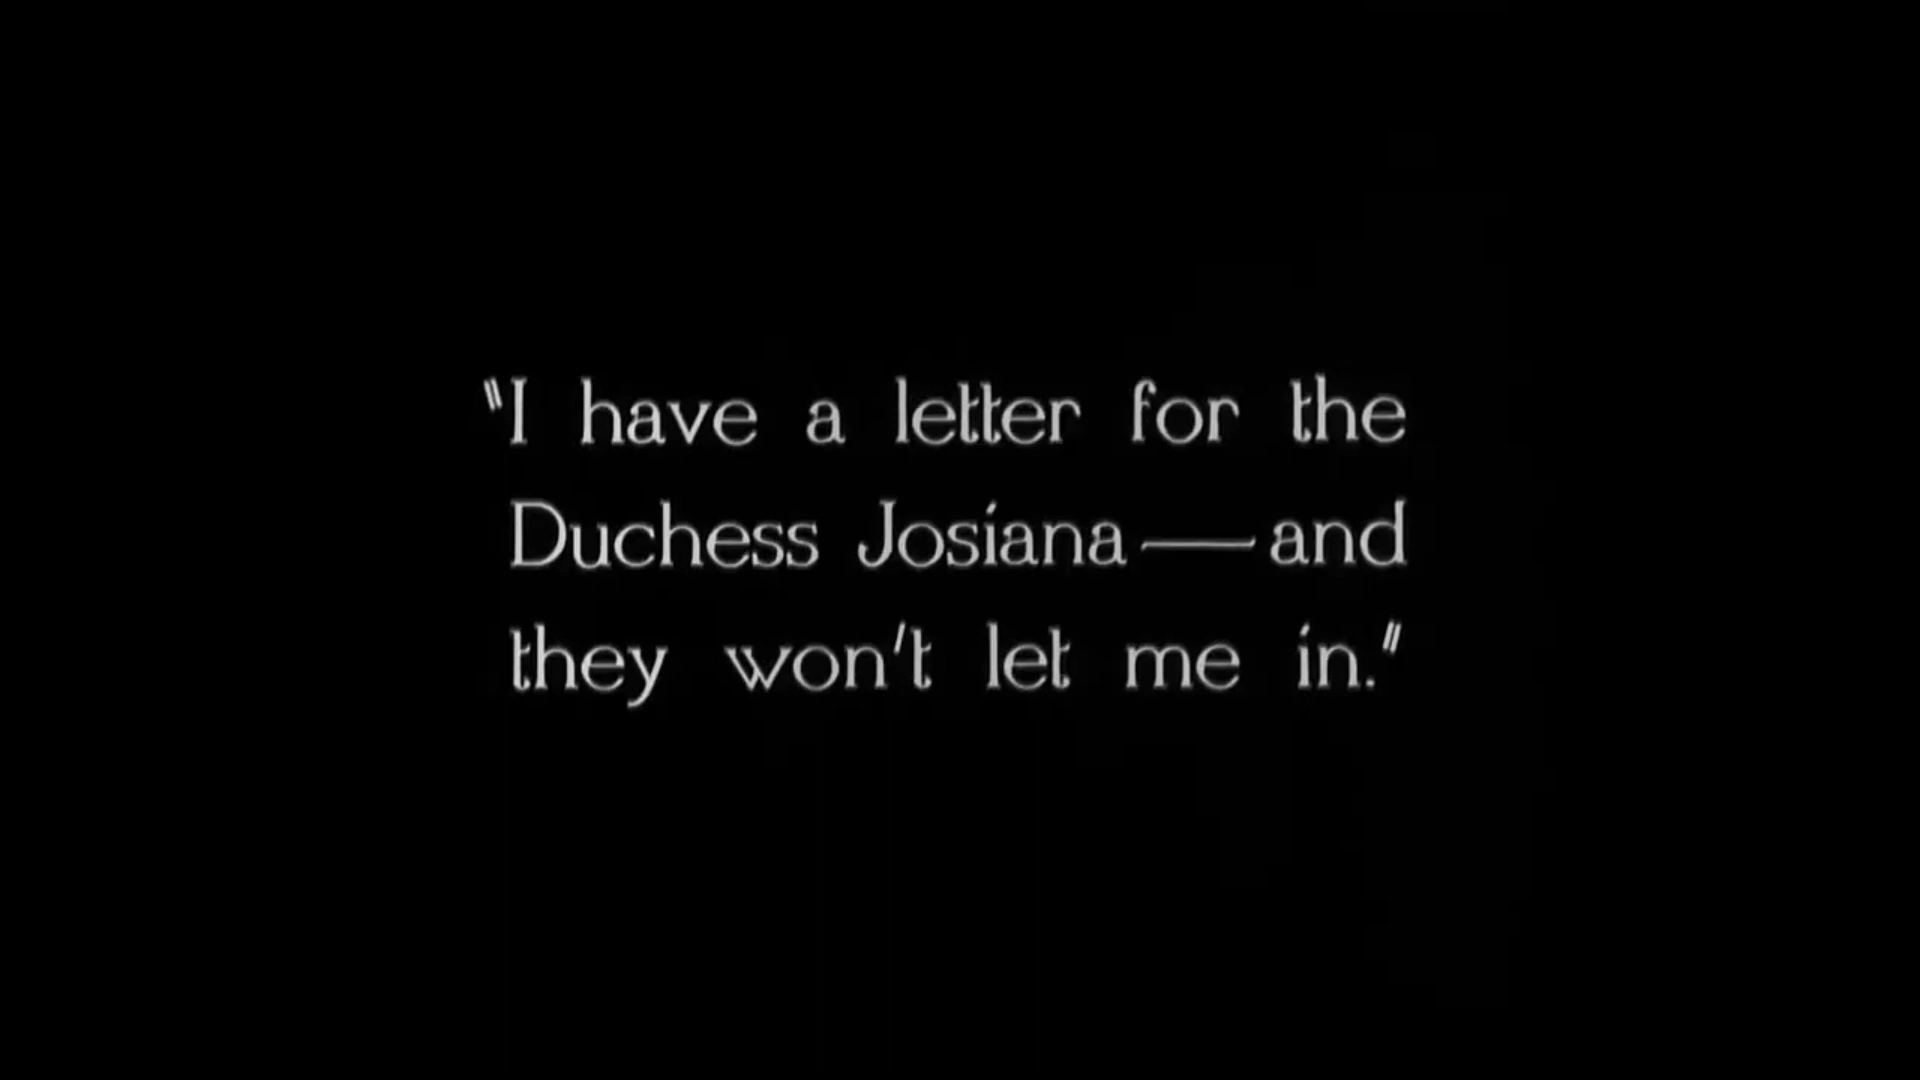 "I have a letter for the
Duchess Josiana—and
they won't let me in."